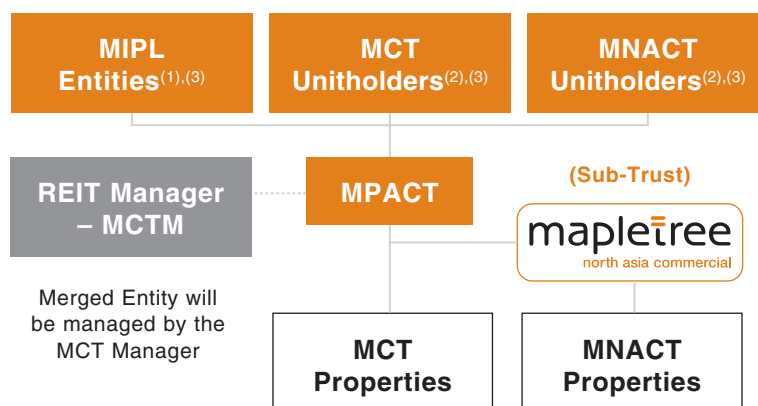 MIPL
Entities(1),(3)
MCT
Unitholders(2),(3)
MNACT
Unitholders(2),(3)
REIT Manager
– MCTM
MPACT
(Sub-Trust)
mapletree
north asia commercial
Merged Entity will
be managed by the
MCT Manager
MCT
Properties
MNACT
Properties